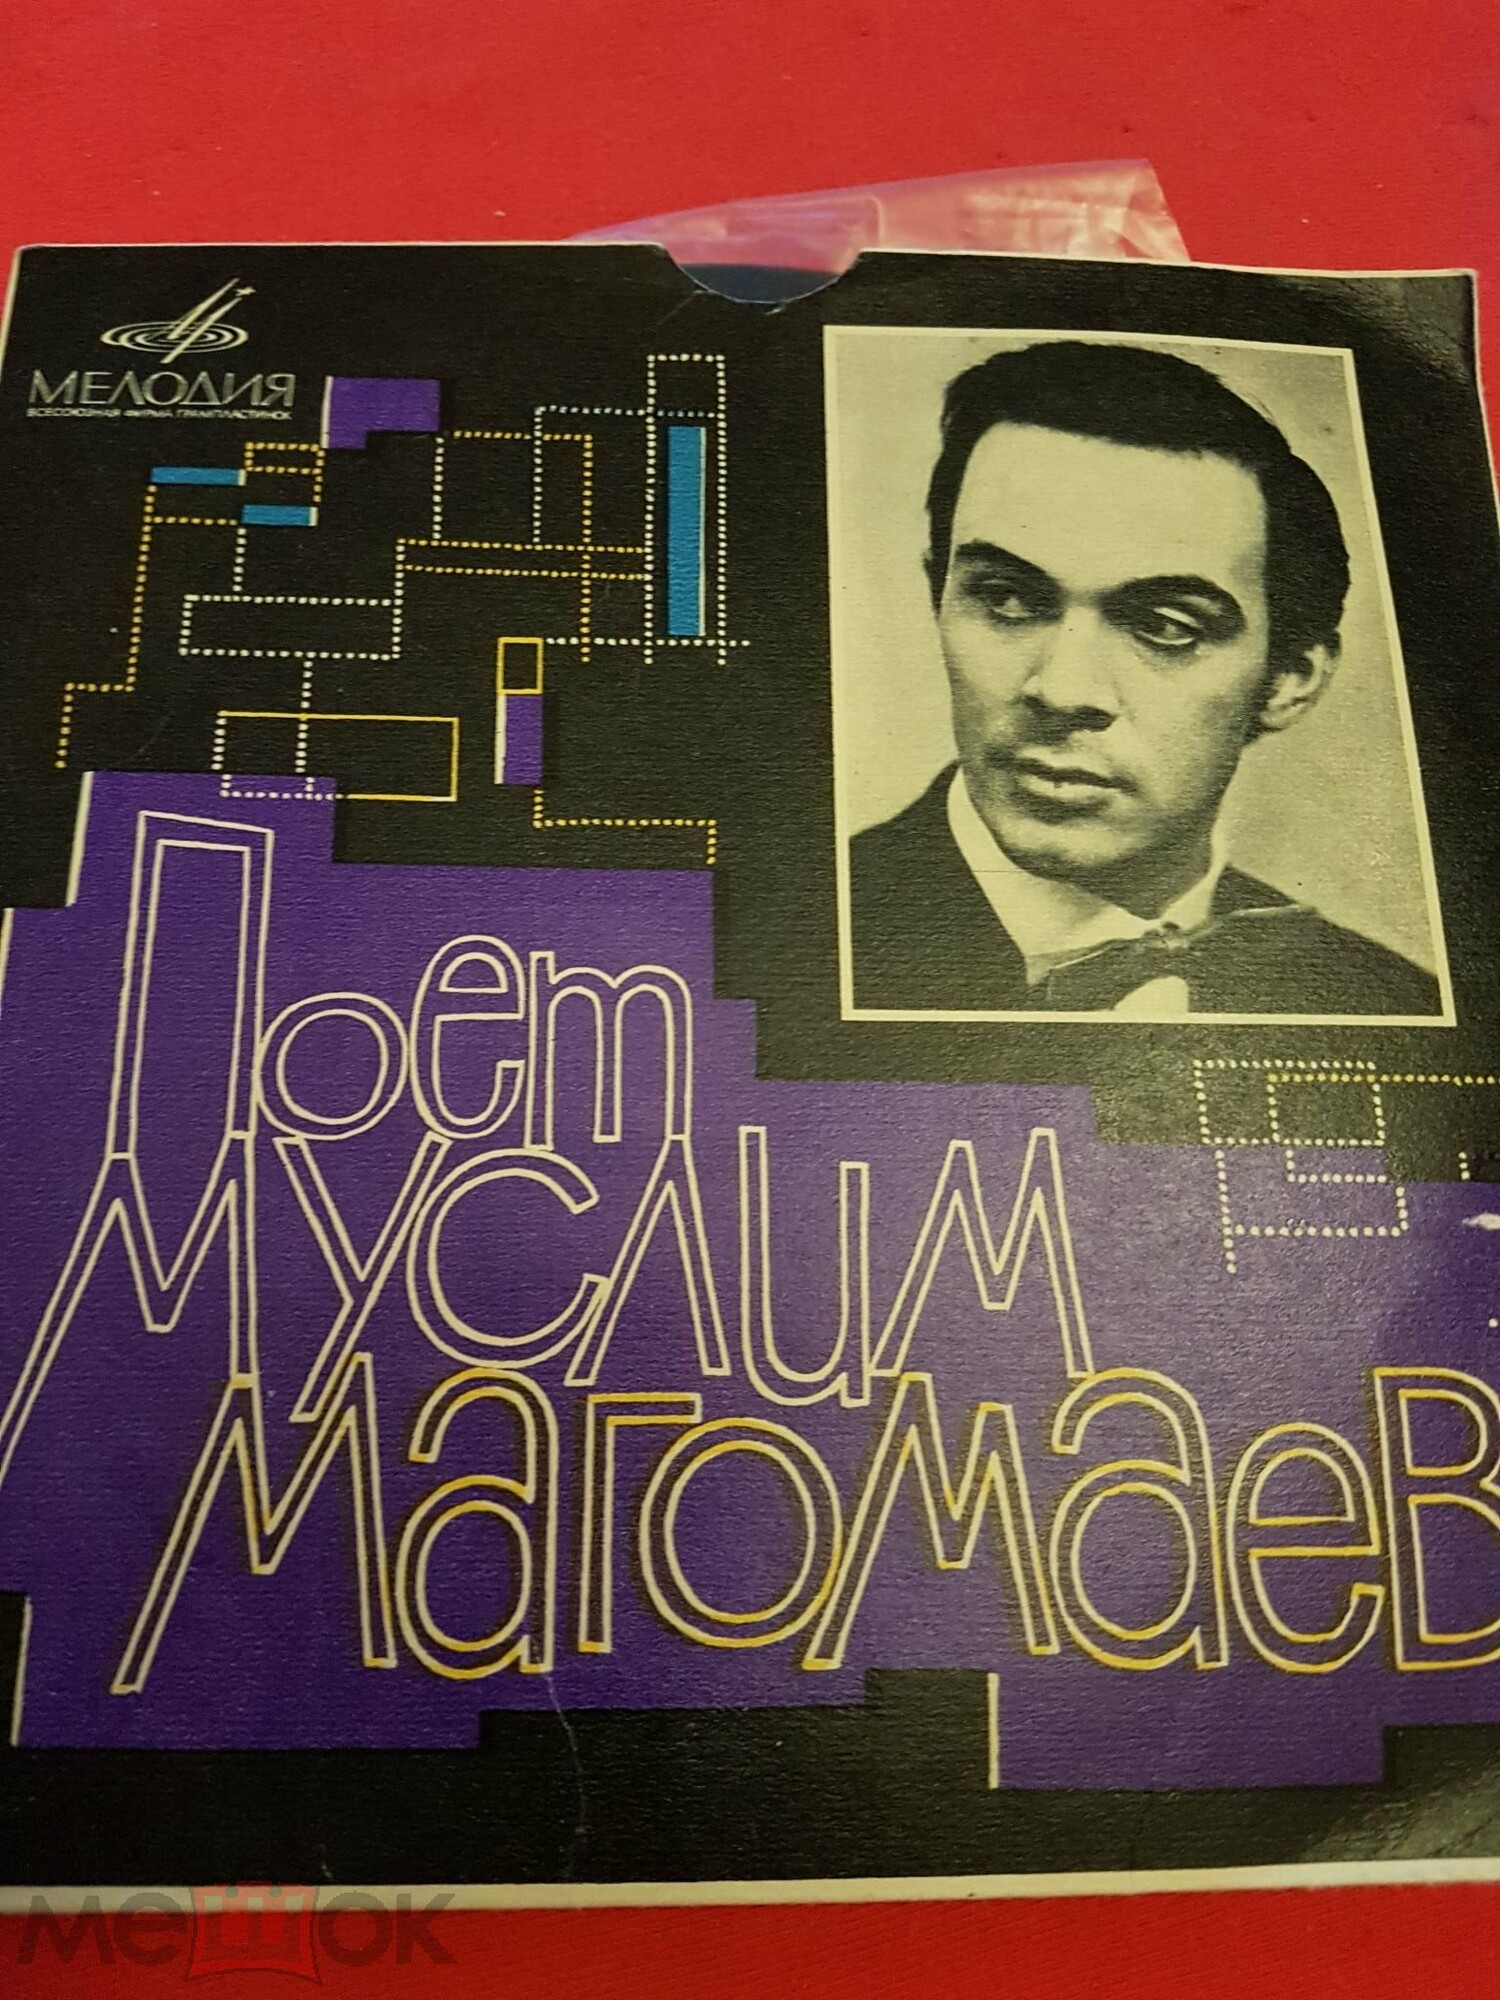 МЕЛОДИЯ
ВСЕСОЮЗНАЯ ФИРМА ГРАМПЛАСТИНОК
Поет
Муслим
Магомаев
мешок